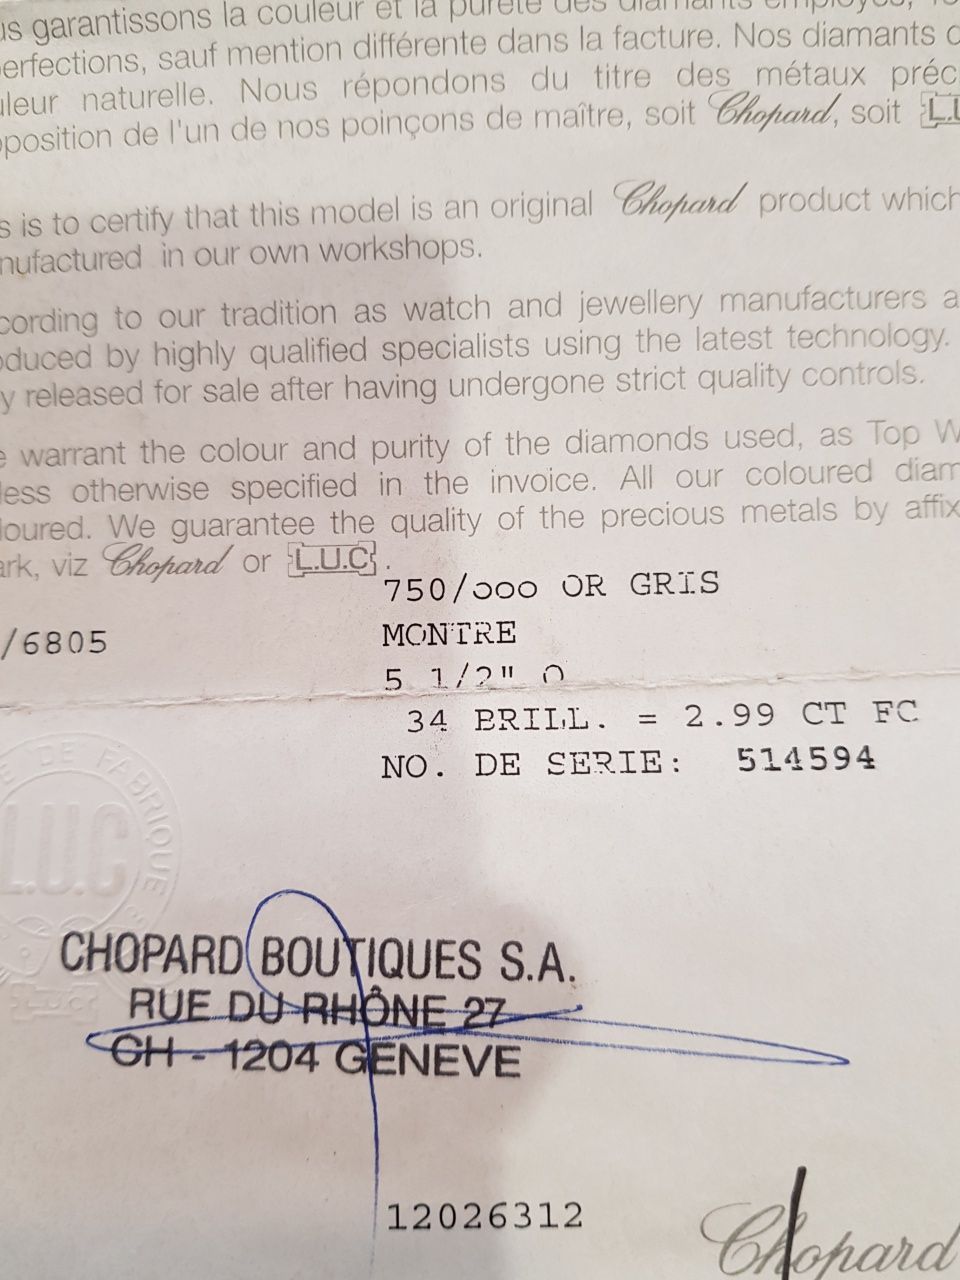 us garantissons la couleur et la pureté des diamants employés,
perfections, sauf mention différente dans la facture. Nos diamants
uleur naturelle. Nous répondons du titre des métaux préc
position de l'un de nos poinçons de maître, soit Chopard, soit L.U
s is to certify that this model is an original Chopard product which
nufactured in our own workshops.
cording to our tradition as watch and jewellery manufacturers a
oduced by highly qualified specialists using the latest technology.
y released for sale after having undergone strict quality controls.
e warrant the colour and purity of the diamonds used, as Top W
less otherwise specified in the invoice. All our coloured diam
loured. We guarantee the quality of the precious metals by affix
ark, viz Chopard or L.U.C.
750/000 OR GRIS
/6805
MONTRE
5 1/2"
34 BRILL. = 2.99 CT FC
NO. DE SERIE: 514594
DE FABRIQUE
L.U.C
CHOPARD BOUTIQUES S.A.
RUE DU RHÔNE 27
CH - 1204 GENEVE
12026312
Chopard